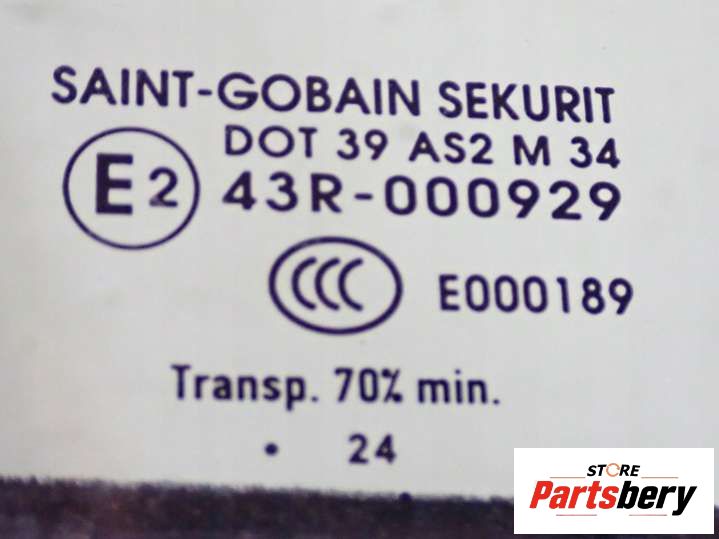 SAINT-GOBAIN SEKURIT
DOT 39 AS2 M 34
E2 43R-000929
CCC E000189
Transp. 70% min.
. 24
STORE
Partsbery